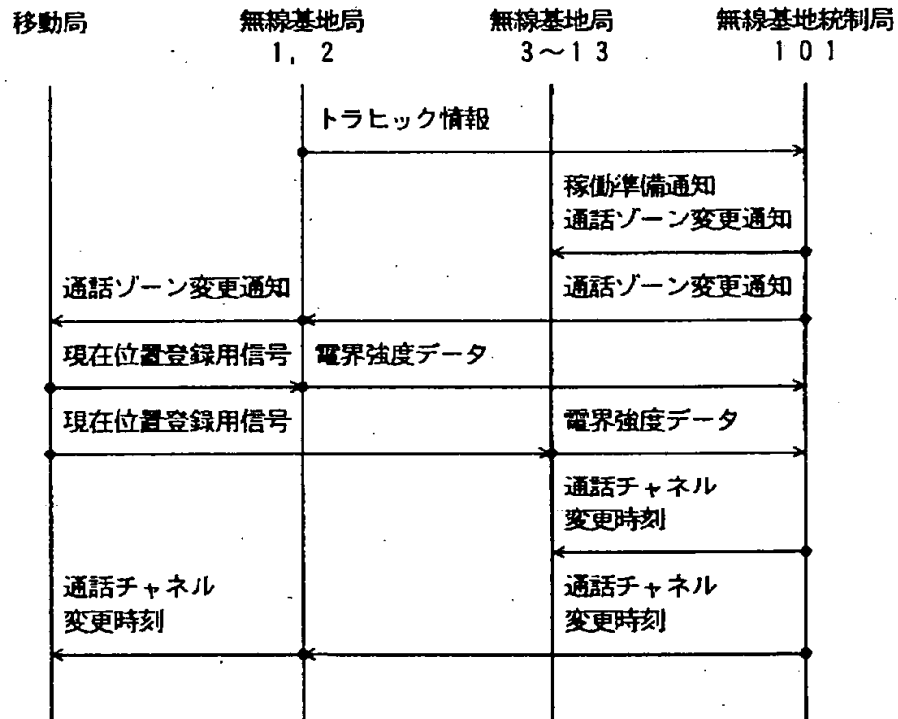 移動局
無線基地局
1, 2
無線基地局
3〜13
無線基地統制局
101
トラヒック情報
稼働準備通知
通話ゾーン変更通知
通話ゾーン変更通知
通話ゾーン変更通知
現在位置登録用信号
電界強度データ
現在位置登録用信号
電界強度データ
通話チャネル
変更時刻
通話チャネル
変更時刻
通話チャネル
変更時刻